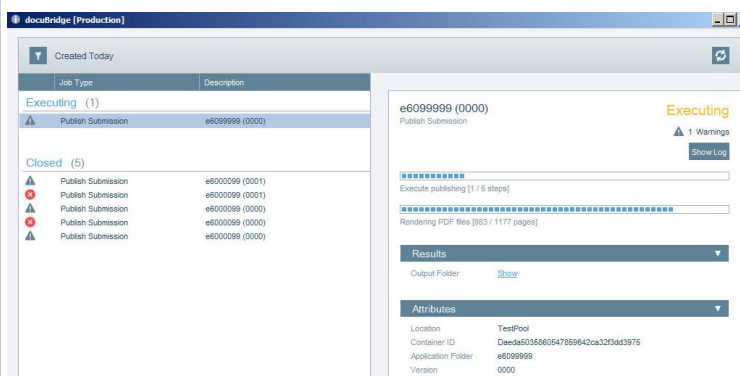 docuBridge [Production]
Created Today
Job Type Description
Executing (1)
Publish Submission e6099999 (0000)
Closed (5)
Publish Submission e6000099 (0001)
Publish Submission e6000099 (0001)
Publish Submission e6000099 (0000)
Publish Submission e6000099 (0000)
Publish Submission e6000099 (0000)
e6099999 (0000) Executing
Publish Submission
1 Warnings
Show Log
Execute publishing [1 / 5 steps]
Rendering PDF files [983 / 1177 pages]
Results
Output Folder Show
Attributes
Location TestPool
Container ID Daeda5035860547859642ca32f3dd3975
Application Folder e6099999
Version 0000